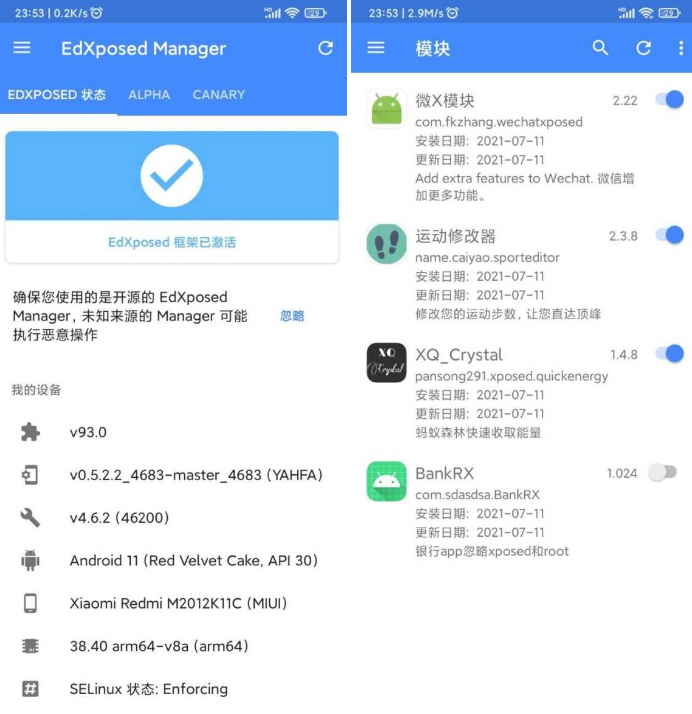 23:53 | 0.2K/s
29
EdXposed Manager
EDXPOSED 状态
ALPHA
CANARY
EdXposed 框架已激活
确保您使用的是开源的 EdXposed
Manager，未知来源的 Manager 可能
执行恶意操作
忽略
我的设备
v93.0
v0.5.2.2_4683-master_4683 (YAHFA)
v4.6.2 (46200)
Android 11 (Red Velvet Cake, API 30)
Xiaomi Redmi M2012K11C (MIUI)
38.40 arm64-v8a (arm64)
SELinux 状态: Enforcing
23:53 | 2.9M/s
29
模块
微X模块
2.22
com.fkzhang.wechatxposed
安装日期: 2021-07-11
更新日期: 2021-07-11
Add extra features to Wechat. 微信增
加更多功能。
运动修改器
2.3.8
name.caiyao.sporteditor
安装日期: 2021-07-11
更新日期: 2021-07-11
修改您的运动步数，让您直达顶峰
XQ
Crystal
XQ_Crystal
1.4.8
pansong291.xposed.quickenergy
安装日期: 2021-07-11
更新日期: 2021-07-11
蚂蚁森林快速收取能量
BankRX
1.024
com.sdasdsa.BankRX
安装日期: 2021-07-11
更新日期: 2021-07-11
银行app忽略xposed和root